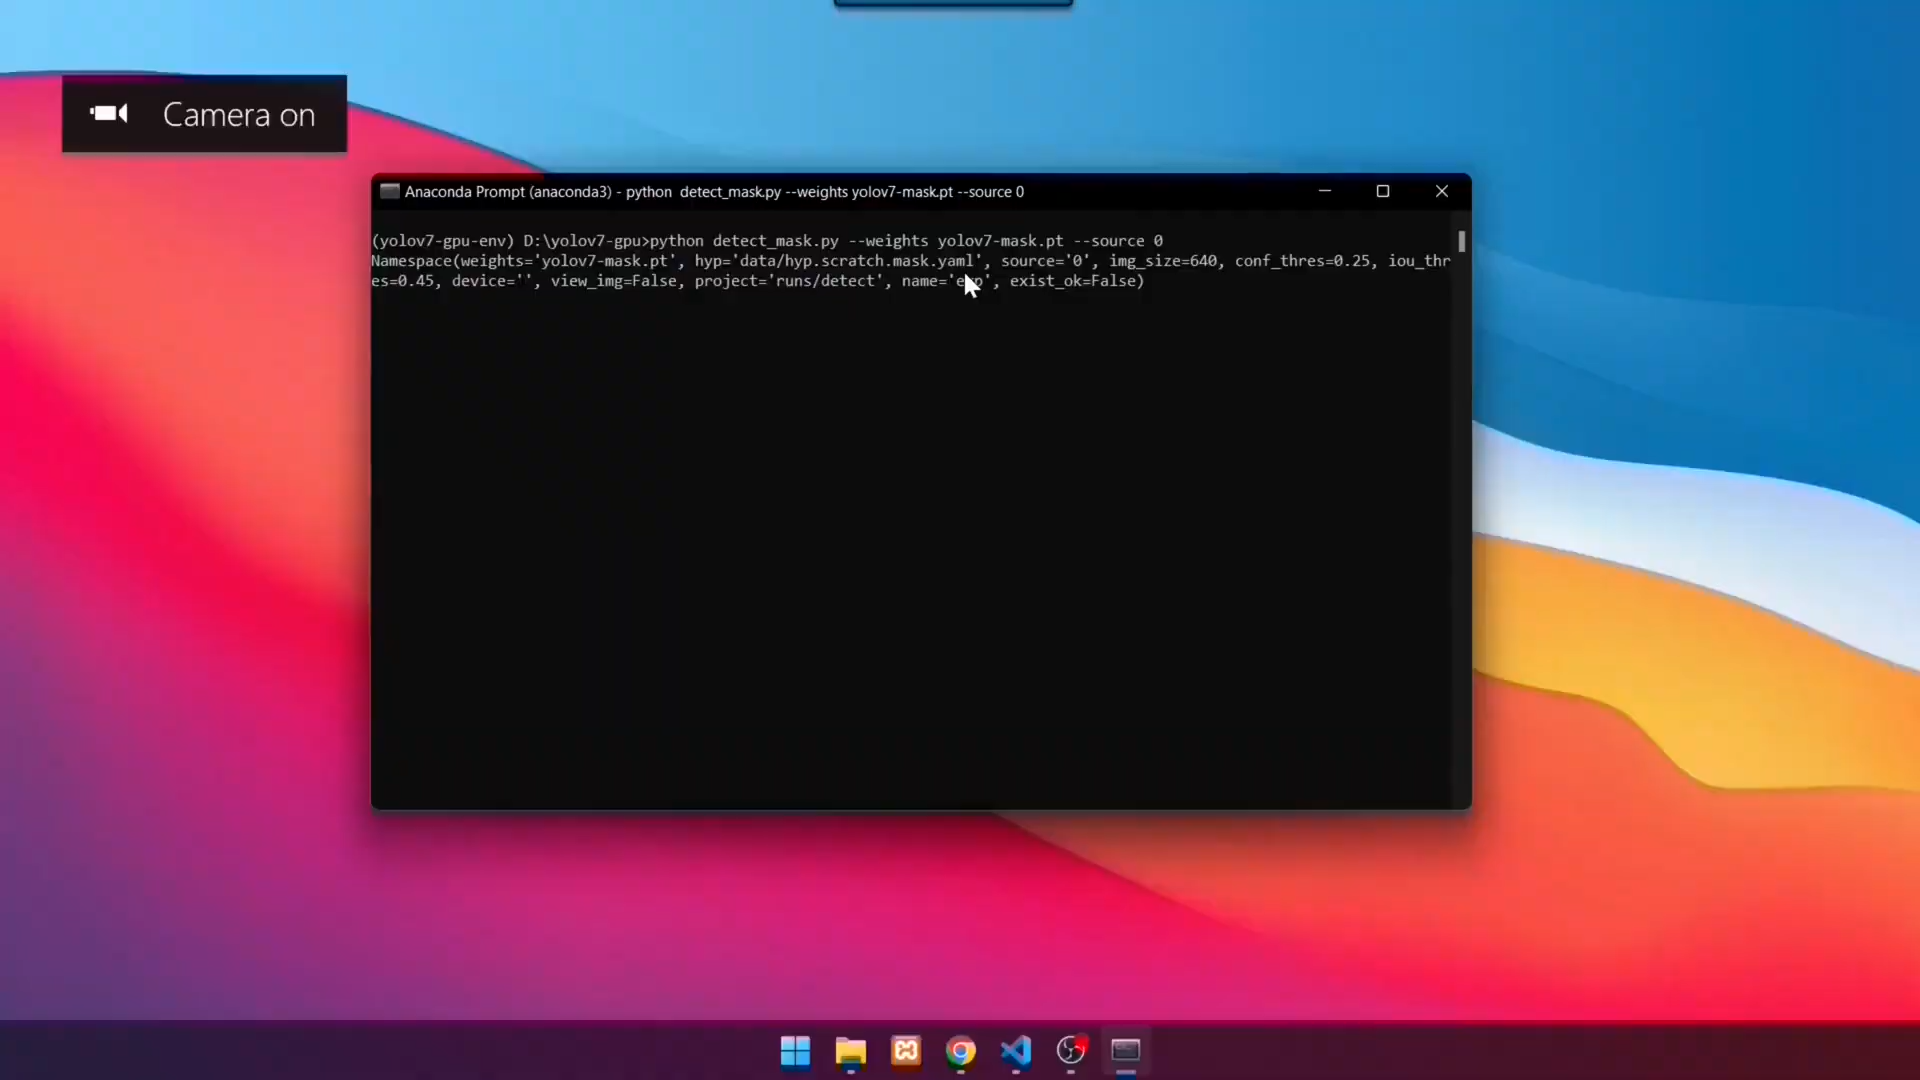 Camera on
Anaconda Prompt (anaconda3) - python  detect_mask.py --weights yolov7-mask.pt --source 0
(yolov7-gpu-env) D:\yolov7-gpu>python detect_mask.py --weights yolov7-mask.pt --source 0
Namespace(weights='yolov7-mask.pt', hyp='data/hyp.scratch.mask.yaml', source='0', img_size=640, conf_thres=0.25, iou_thr
es=0.45, device='', view_img=False, project='runs/detect', name='exp', exist_ok=False)